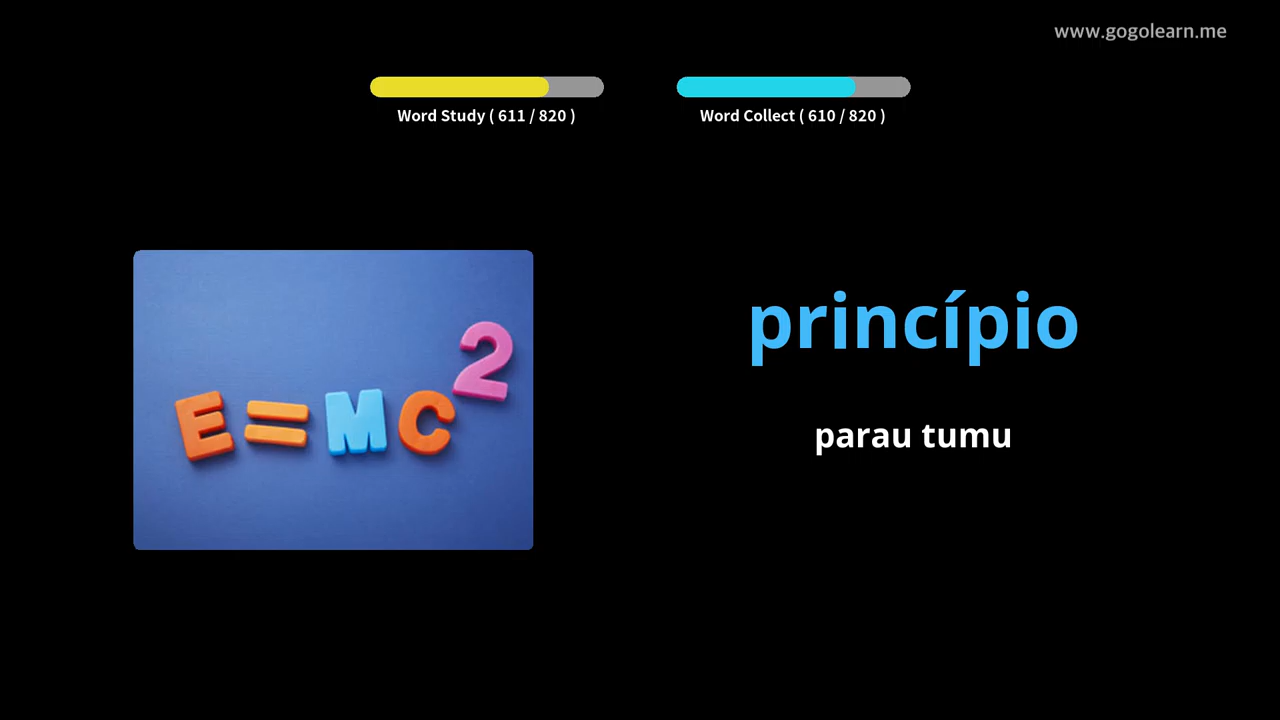 www.gogolearn.me
Word Study ( 611 / 820 )
Word Collect ( 610 / 820 )
E=MC²
princípio
parau tumu